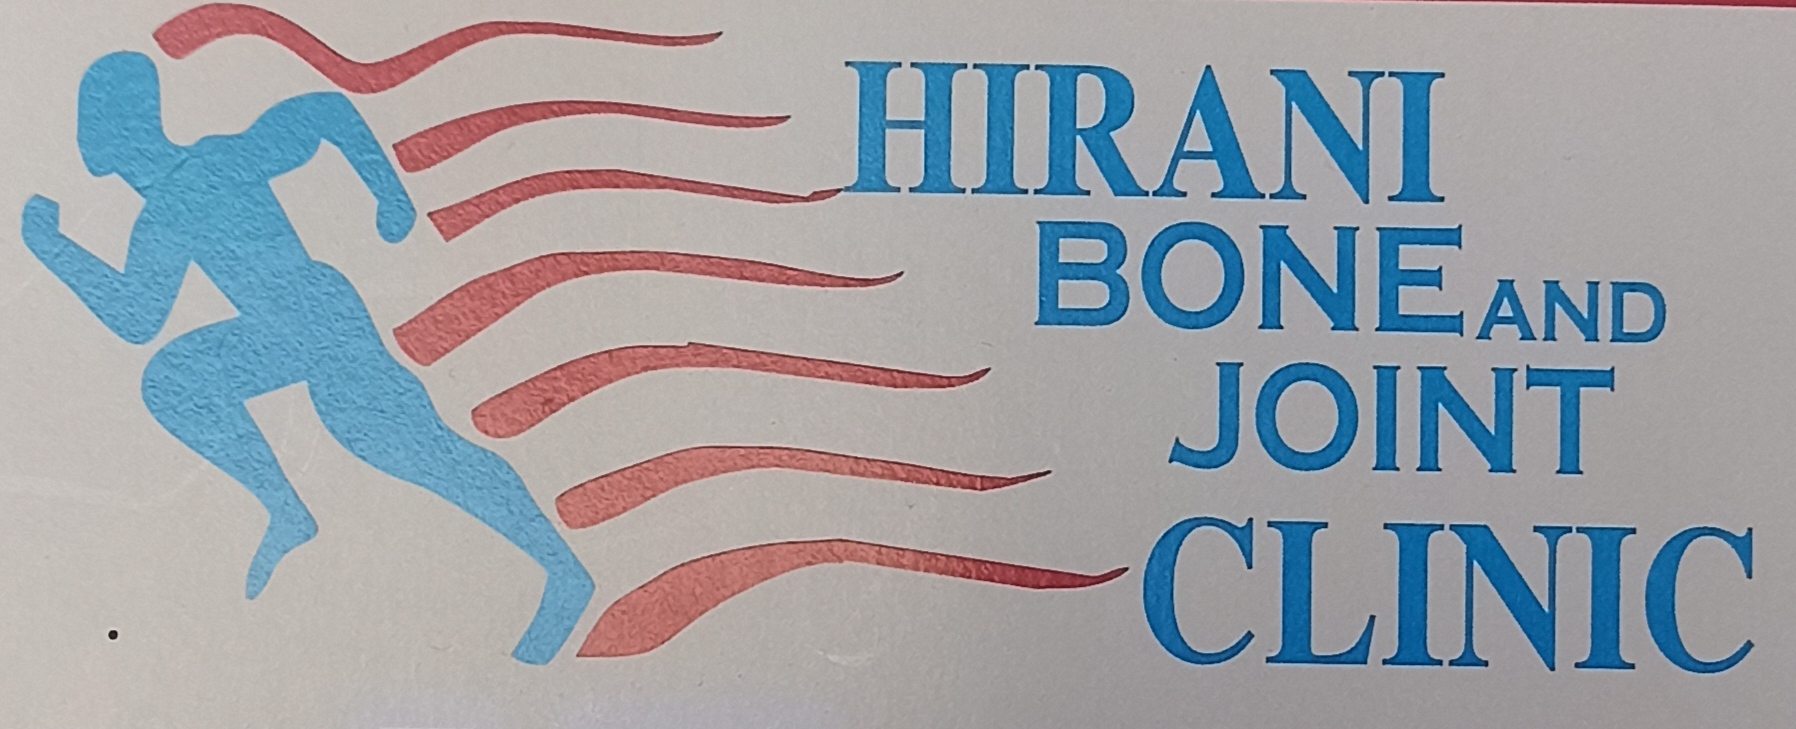 HIRANI
BONE AND
JOINT
CLINIC